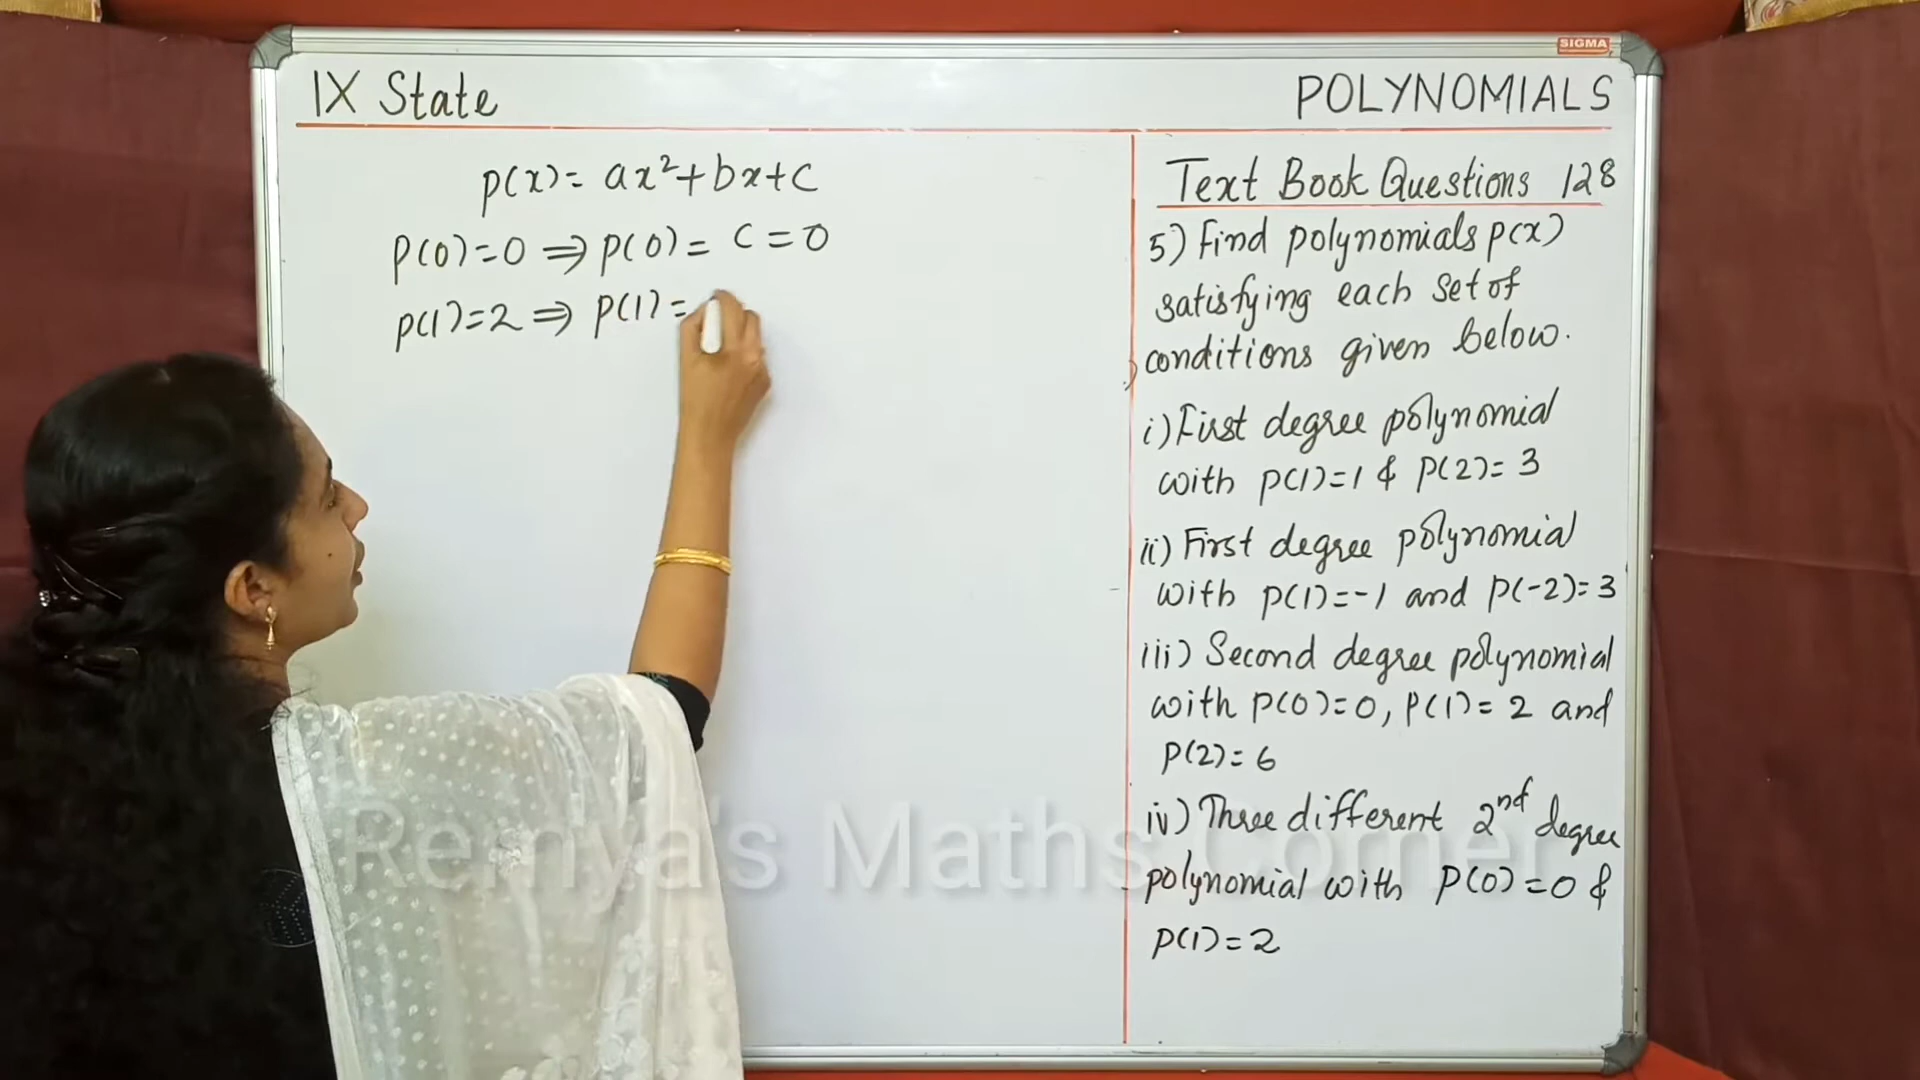 SIGMA
IX State
POLYNOMIALS
p(x)= ax²+bx+c
P(0)=0 ⇒ p(0)= c=0
p(1)=2 ⇒ p(1)=
Text Book Questions 128
5) Find polynomials p(x)
satisfying each set of
conditions given below.
i) First degree polynomial
with p(1)=1 & p(2)= 3
ii) First degree polynomial
with p(1)=-1 and p(-2)=3
iii) Second degree polynomial
with p(0)=0, p(1)= 2 and
p(2)= 6
iv) Three different 2nd degree
polynomial with p(0)=0 &
p(1)=2
Remya's Maths Corner